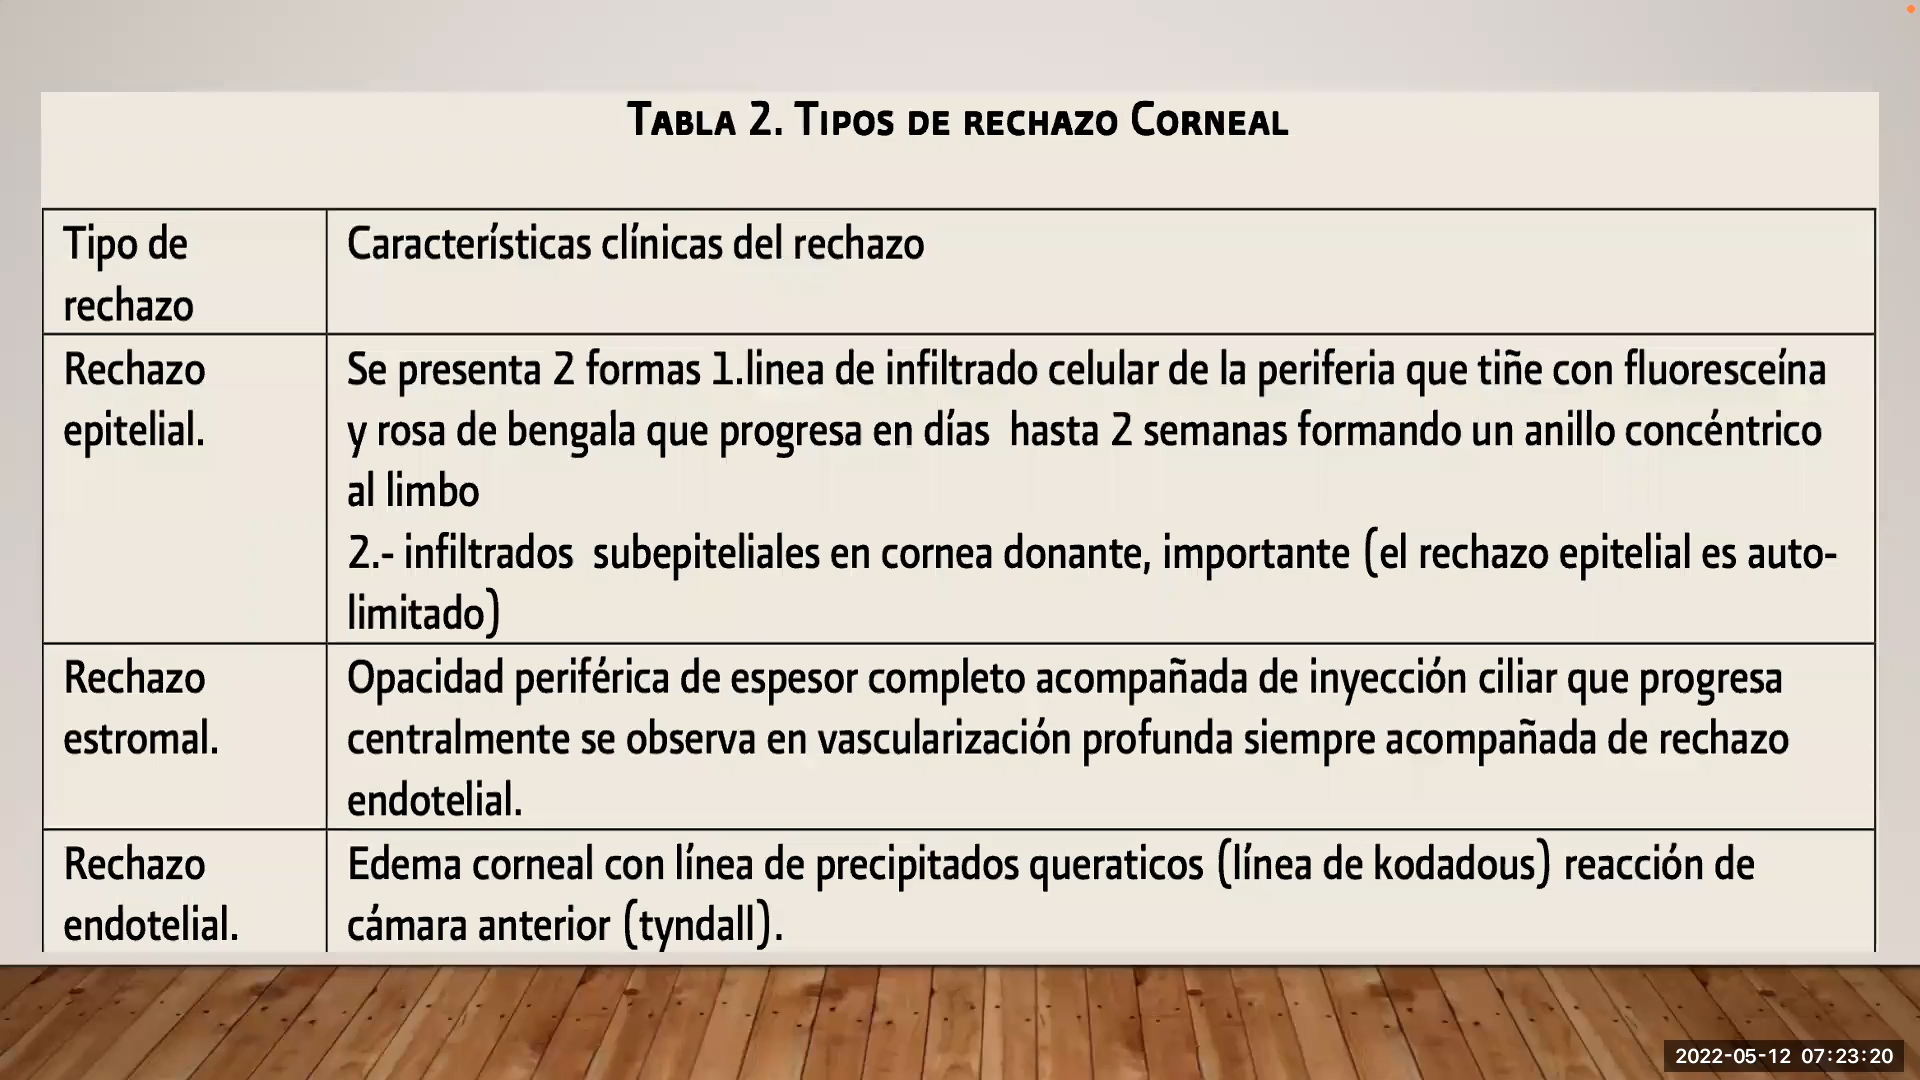 Tabla 2. Tipos de rechazo Corneal
Tipo de
rechazo
Características clínicas del rechazo
Rechazo
epitelial.
Se presenta 2 formas 1.linea de infiltrado celular de la periferia que tiñe con fluoresceína
y rosa de bengala que progresa en días  hasta 2 semanas formando un anillo concéntrico
al limbo
2.- infiltrados  subepiteliales en cornea donante, importante (el rechazo epitelial es auto-
limitado)
Rechazo
estromal.
Opacidad periférica de espesor completo acompañada de inyección ciliar que progresa
centralmente se observa en vascularización profunda siempre acompañada de rechazo
endotelial.
Rechazo
endotelial.
Edema corneal con línea de precipitados queraticos (línea de kodadous) reacción de
cámara anterior (tyndall).
2022-05-12 07:23:20